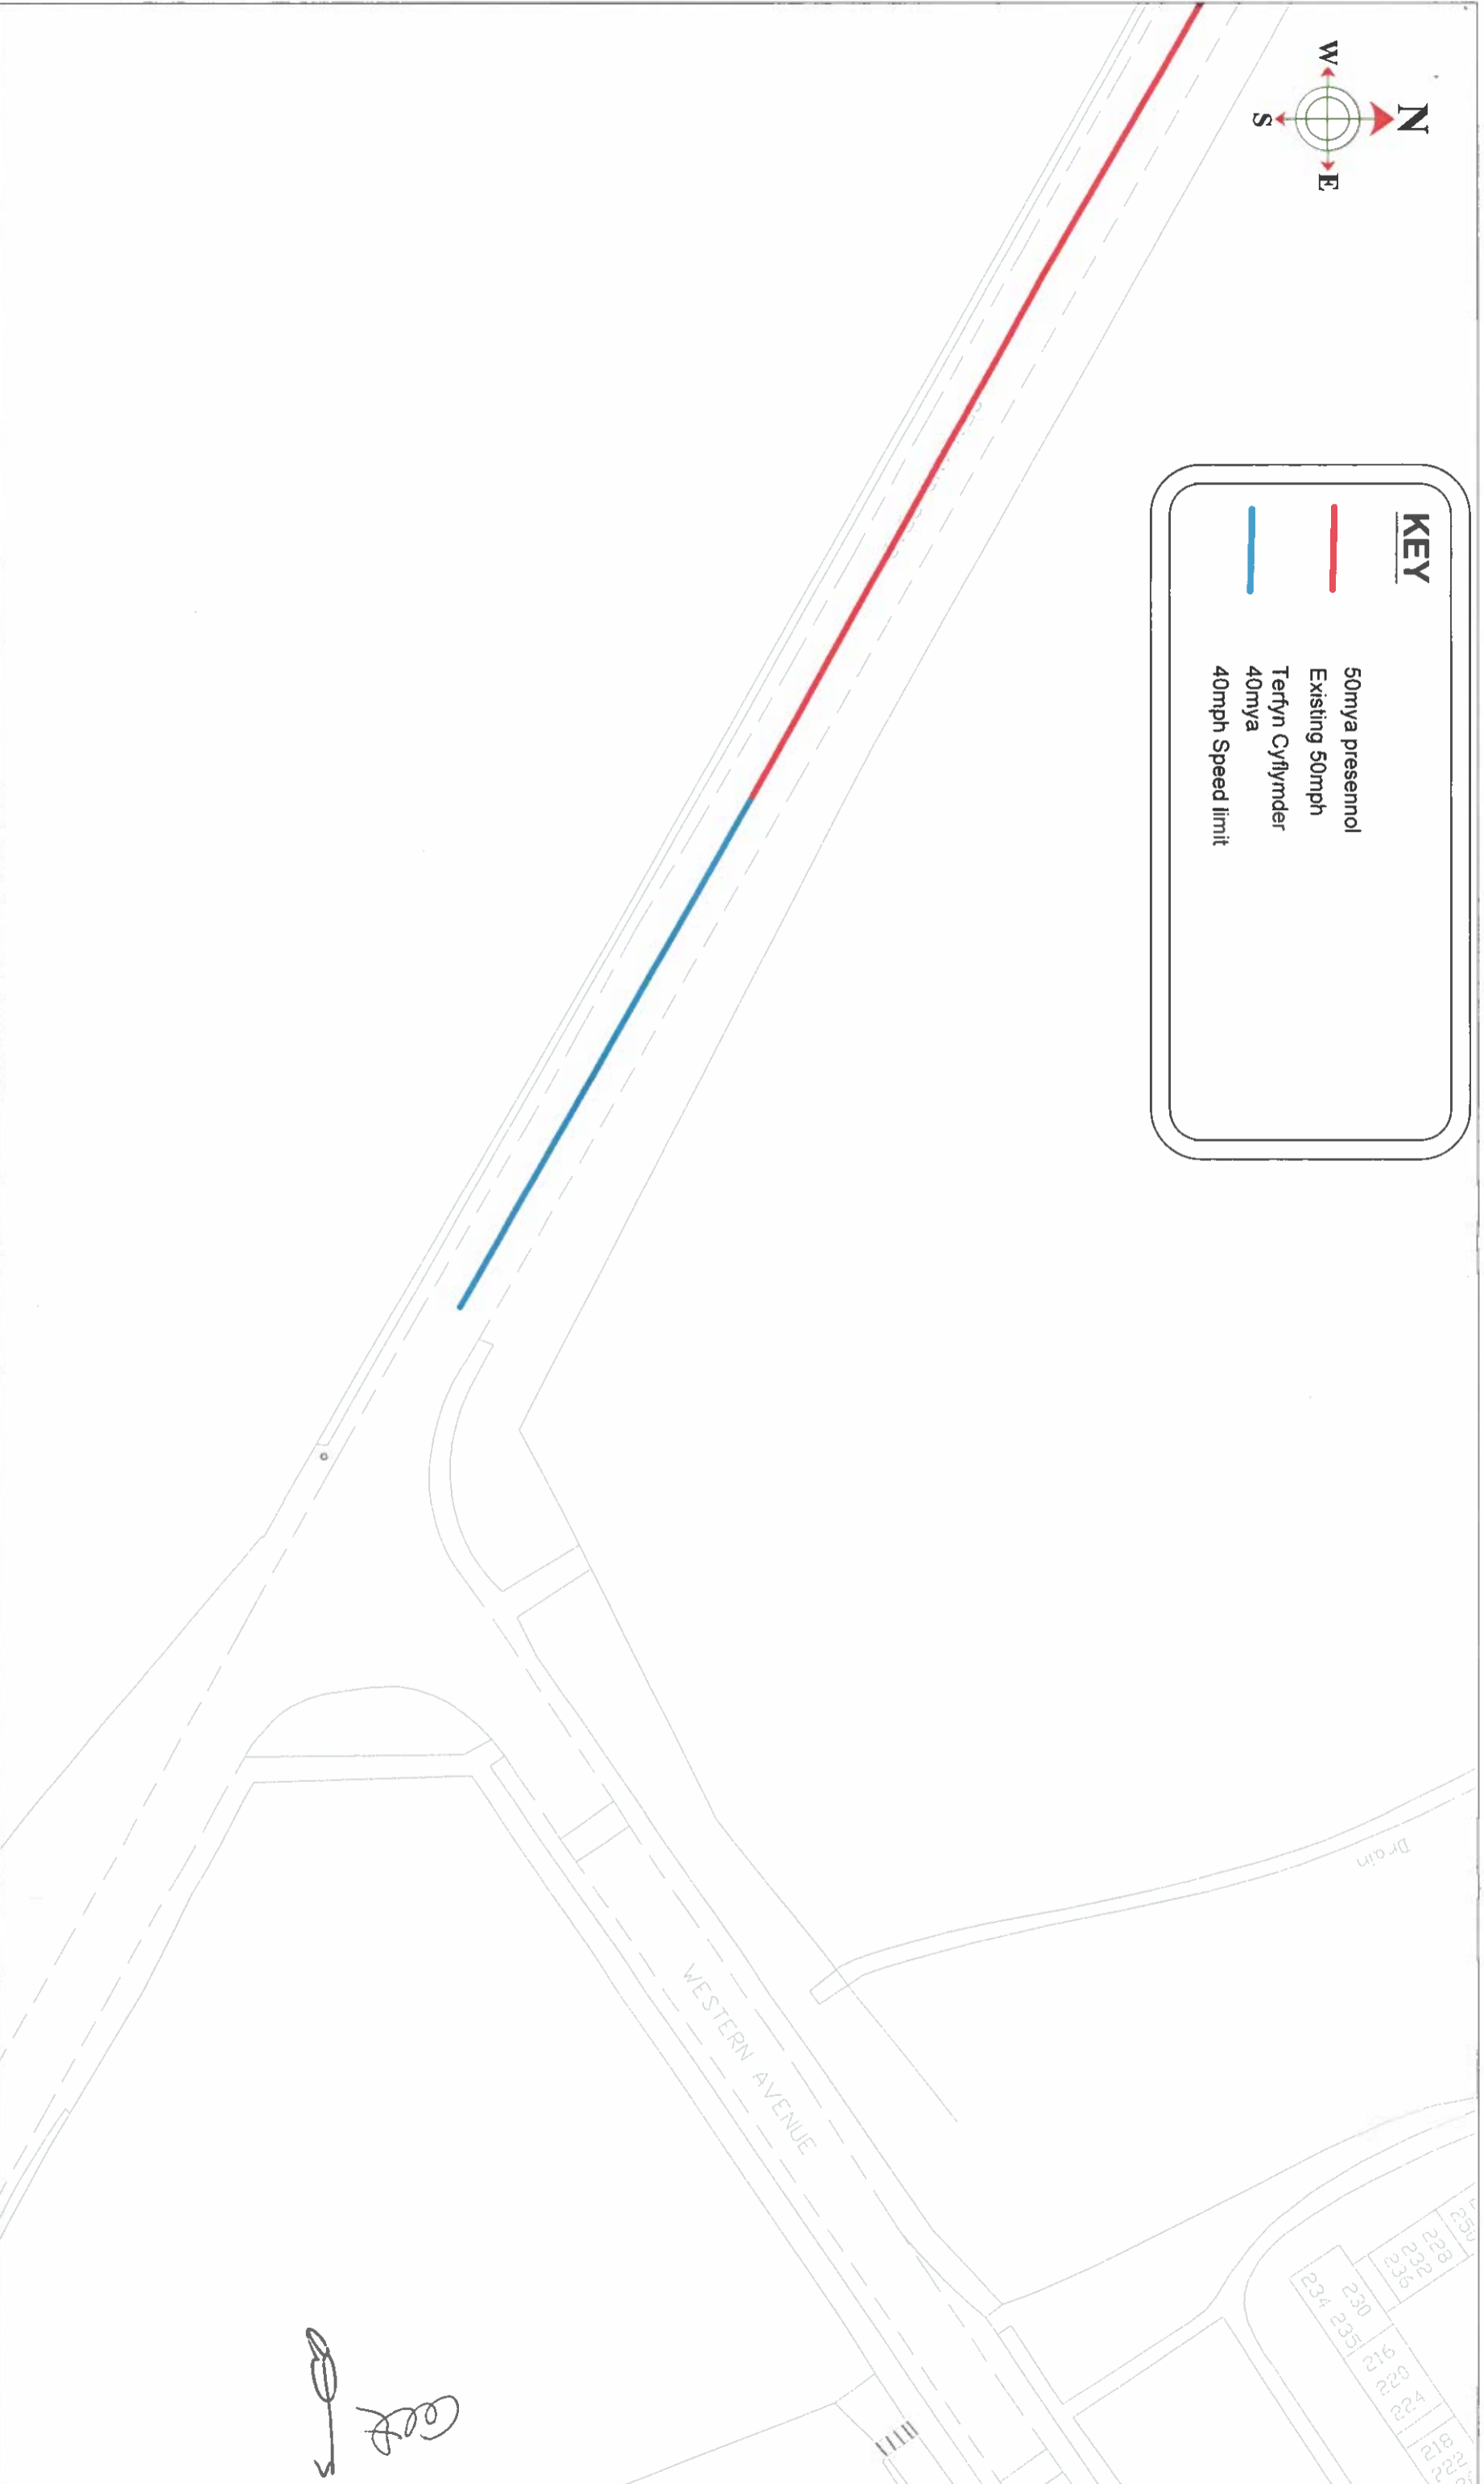 N
W
E
S
KEY
50mya presennol
Existing 50mph
Terfyn Cyflymder
40mya
40mph Speed limit
Drain
WESTERN AVENUE
228
232
236
230
234 235
216
220
224
218